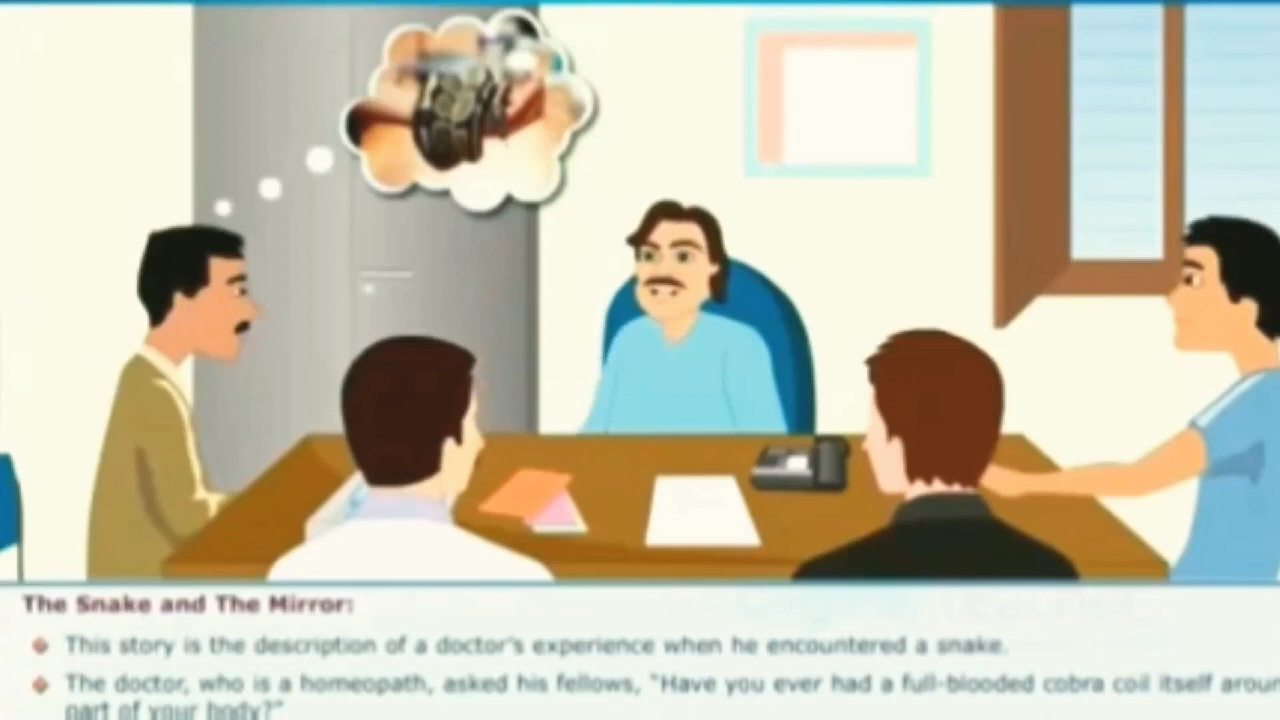 The Snake and The Mirror:
This story is the description of a doctor's experience when he encountered a snake.
The doctor, who is a homeopath, asked his fellows, "Have you ever had a full-blooded cobra coil itself aroun
part of your body?"